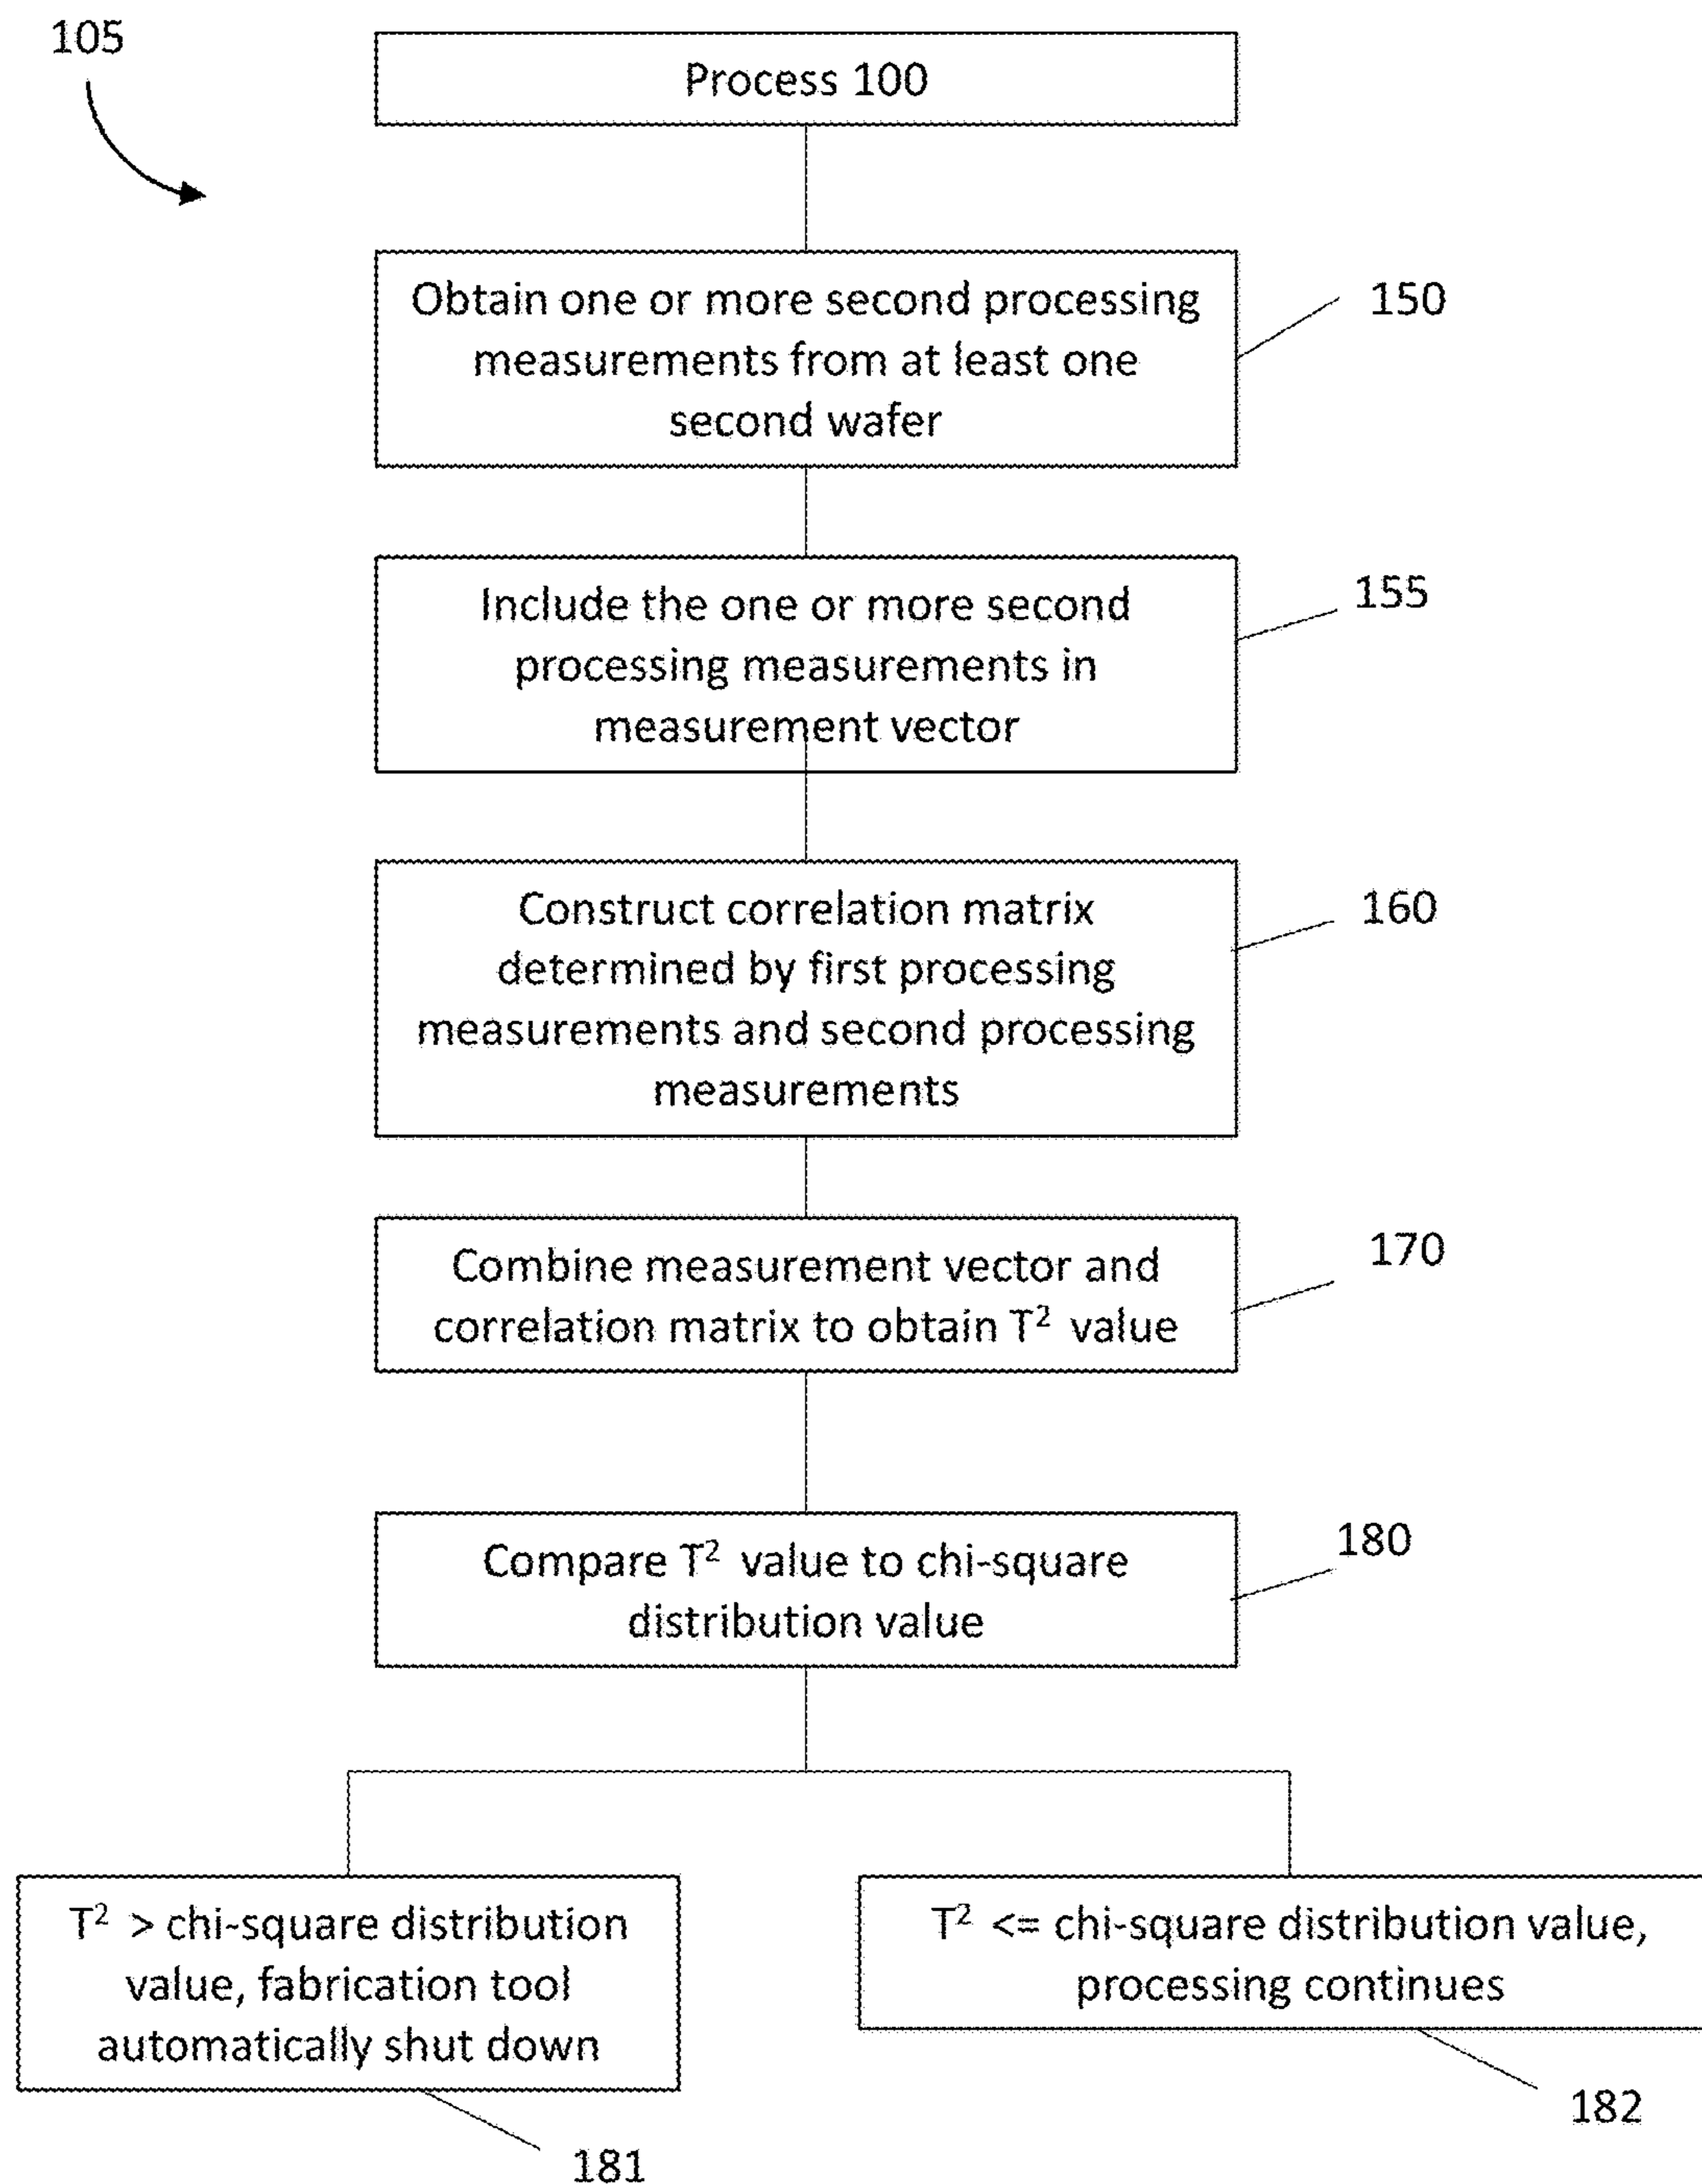 105
Process 100
Obtain one or more second processing
measurements from at least one
second wafer
150
Include the one or more second
processing measurements in
measurement vector
155
Construct correlation matrix
determined by first processing
measurements and second processing
measurements
160
Combine measurement vector and
correlation matrix to obtain T² value
170
Compare T² value to chi-square
distribution value
180
T² > chi-square distribution
value, fabrication tool
automatically shut down
181
T² <= chi-square distribution value,
processing continues
182